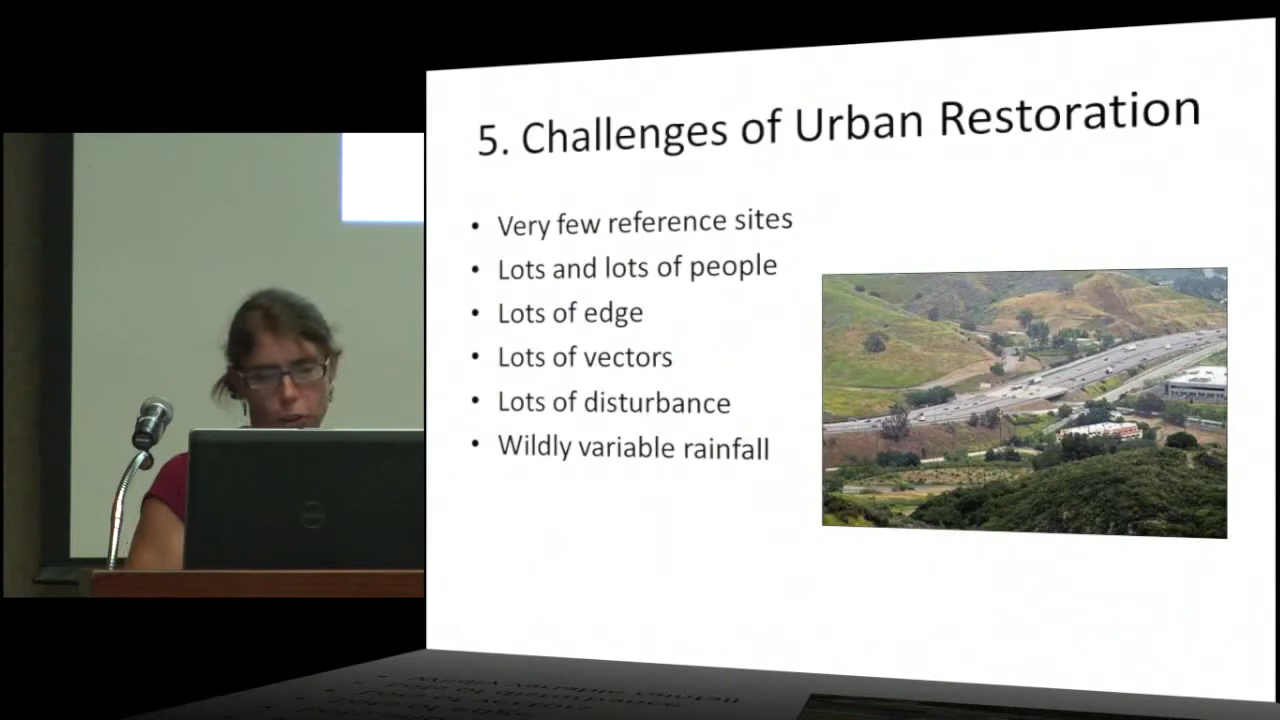 5. Challenges of Urban Restoration
• Very few reference sites
• Lots and lots of people
• Lots of edge
• Lots of vectors
• Lots of disturbance
• Wildly variable rainfall
DELL